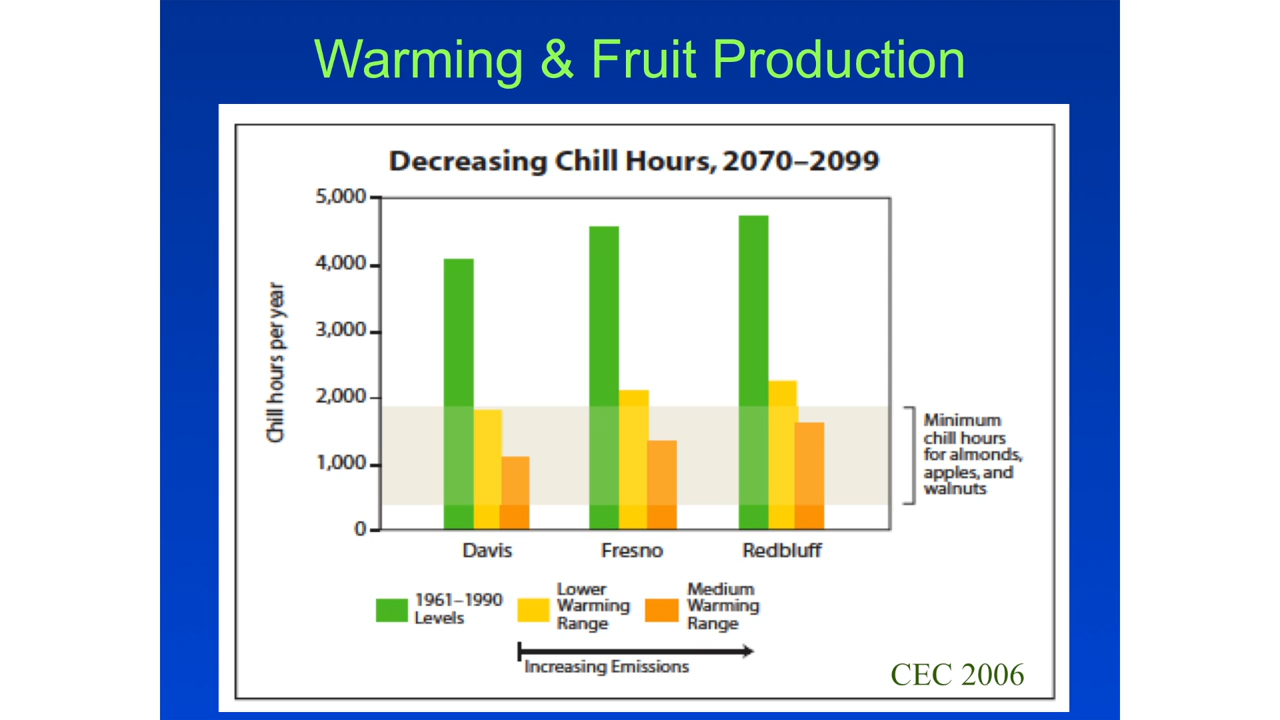 Warming & Fruit Production
Decreasing Chill Hours, 2070–2099
Chill hours per year
5,000
4,000
3,000
2,000
1,000
0
Minimum
chill hours
for almonds,
apples, and
walnuts
Davis
Fresno
Redbluff
1961–1990
Levels
Lower
Warming
Range
Medium
Warming
Range
Increasing Emissions
CEC 2006